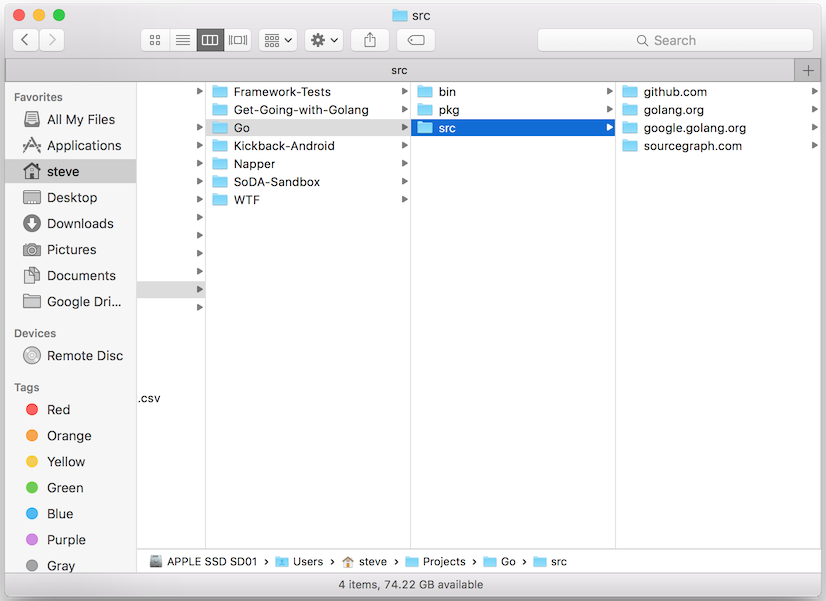 src
Search
src
Favorites
All My Files
Applications
steve
Desktop
Downloads
Pictures
Documents
Google Dri...
Devices
Remote Disc
Tags
Red
Orange
Yellow
Green
Blue
Purple
Gray
.csv
Framework-Tests
Get-Going-with-Golang
Go
Kickback-Android
Napper
SoDA-Sandbox
WTF
bin
pkg
src
github.com
golang.org
google.golang.org
sourcegraph.com
APPLE SSD SD01 › Users › steve › Projects › Go › src
4 items, 74.22 GB available